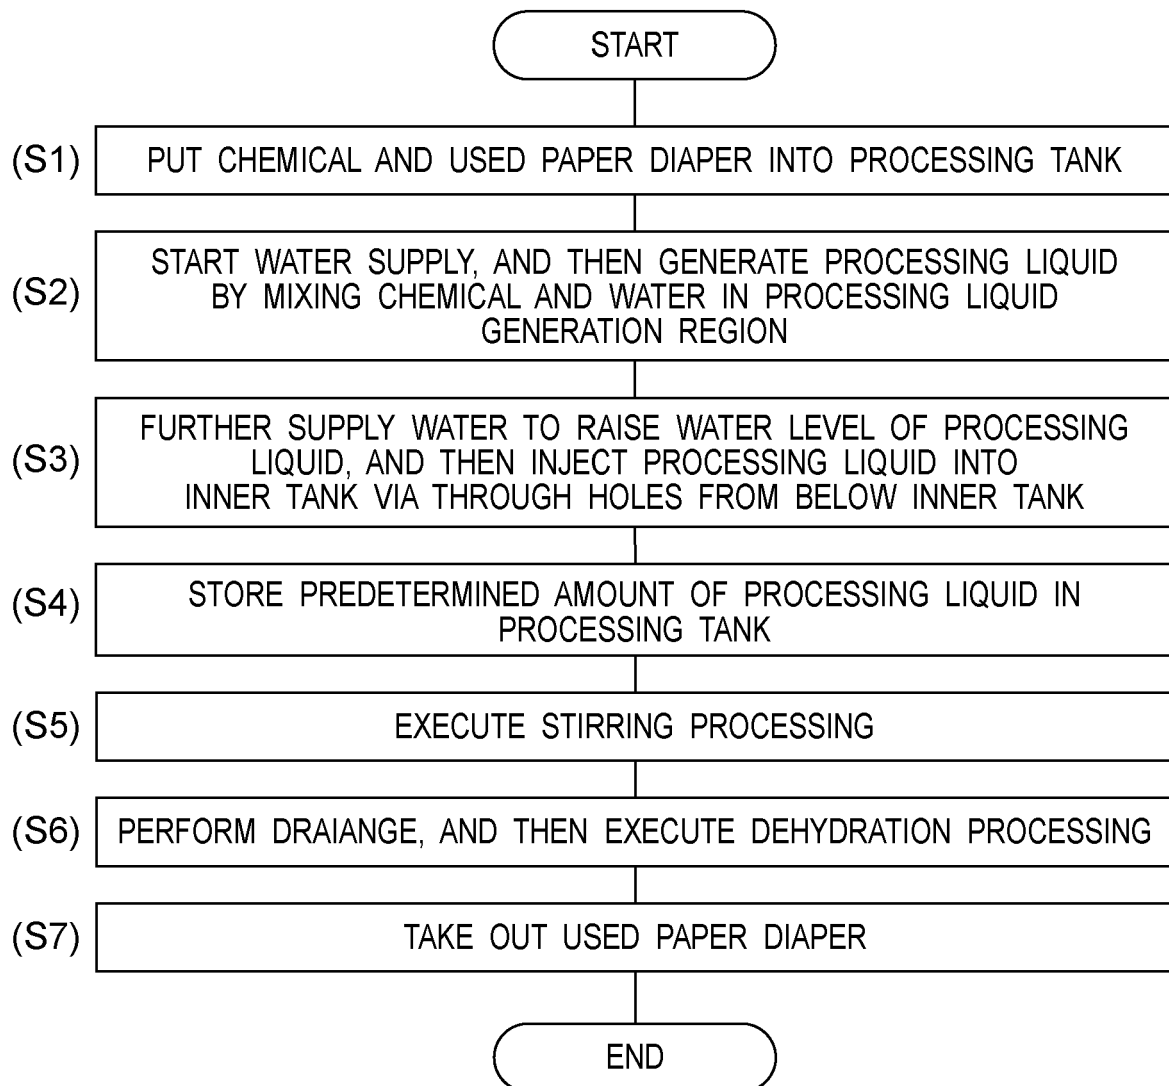 START
(S1) PUT CHEMICAL AND USED PAPER DIAPER INTO PROCESSING TANK
(S2) START WATER SUPPLY, AND THEN GENERATE PROCESSING LIQUID
BY MIXING CHEMICAL AND WATER IN PROCESSING LIQUID
GENERATION REGION
(S3) FURTHER SUPPLY WATER TO RAISE WATER LEVEL OF PROCESSING
LIQUID, AND THEN INJECT PROCESSING LIQUID INTO
INNER TANK VIA THROUGH HOLES FROM BELOW INNER TANK
(S4) STORE PREDETERMINED AMOUNT OF PROCESSING LIQUID IN
PROCESSING TANK
(S5) EXECUTE STIRRING PROCESSING
(S6) PERFORM DRAIANGE, AND THEN EXECUTE DEHYDRATION PROCESSING
(S7) TAKE OUT USED PAPER DIAPER
END